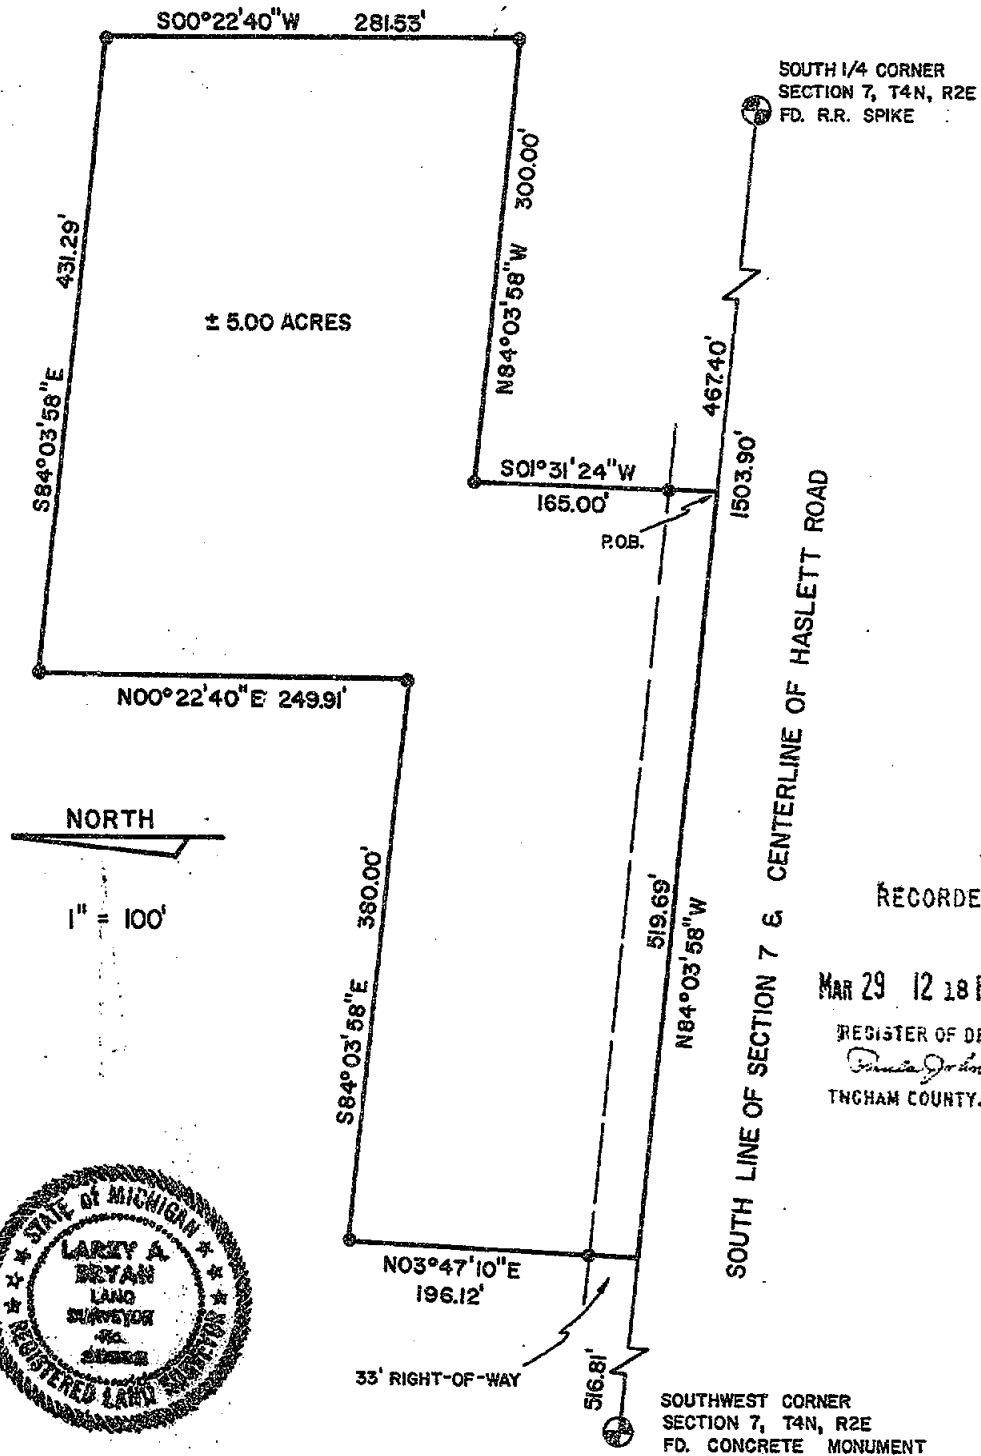 S00°22'40"W 281.53'
SOUTH 1/4 CORNER
SECTION 7, T4N, R2E
FD. R.R. SPIKE
300.00'
N84°03'58"W
431.29'
S84°03'58"E
± 5.00 ACRES
467.40'
1503.90'
S01°31'24"W
165.00'
P.O.B.
N00°22'40"E 249.91'
NORTH
1" = 100'
380.00'
S84°03'58"E
519.69'
N84°03'58"W
SOUTH LINE OF SECTION 7 & CENTERLINE OF HASLETT ROAD
RECORDE
MAR 29 12 18
REGISTER OF DE
INGHAM COUNTY.
STATE of MICHIGAN
LARRY A.
BRYAN
LAND
SURVEYOR
No.
REGISTERED LAND SURVEYOR
N03°47'10"E
196.12'
33' RIGHT-OF-WAY
516.81'
SOUTHWEST CORNER
SECTION 7, T4N, R2E
FD. CONCRETE MONUMENT